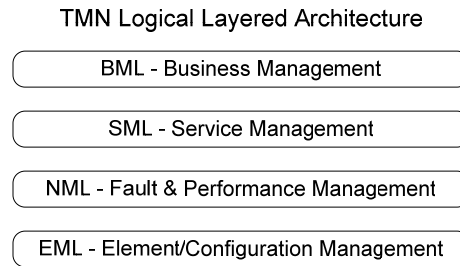 TMN Logical Layered Architecture
BML - Business Management
SML - Service Management
NML - Fault & Performance Management
EML - Element/Configuration Management